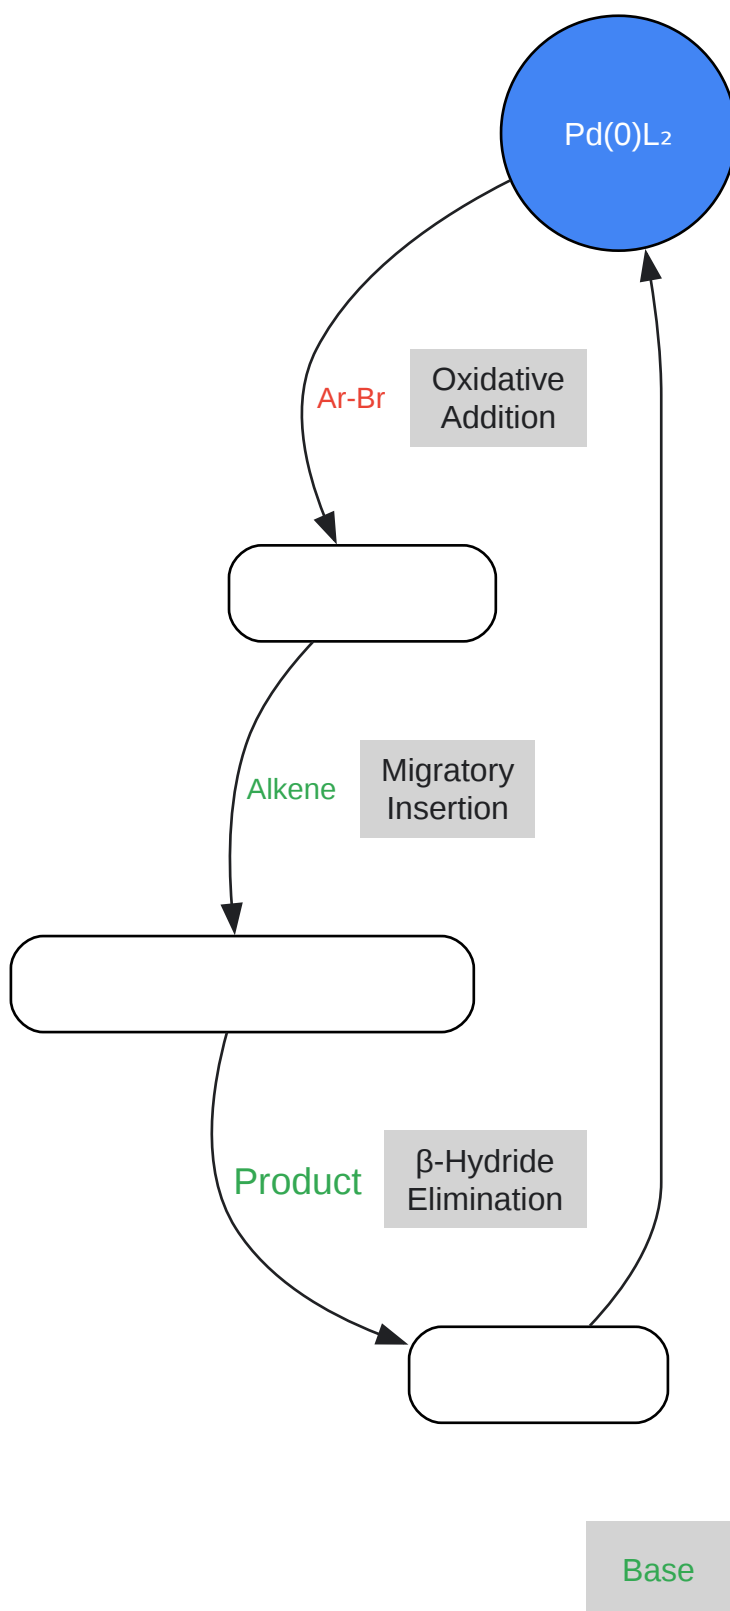 Pd(0)L₂
Ar-Br
Oxidative
Addition
Alkene
Migratory
Insertion
Product
β-Hydride
Elimination
Base